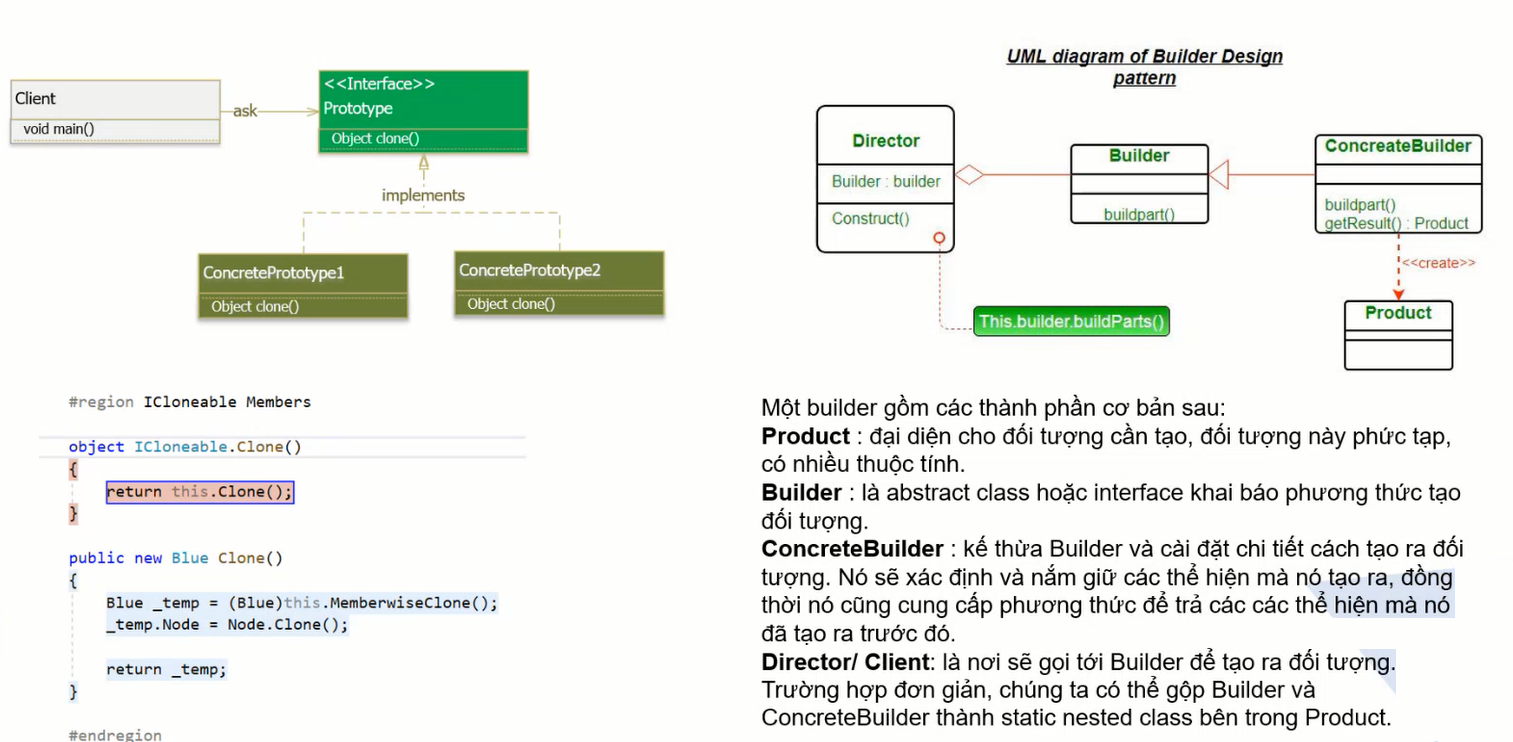 Client
void main()
ask
<<Interface>>
Prototype
Object clone()
implements
ConcretePrototype1
Object clone()
ConcretePrototype2
Object clone()
#region ICloneable Members
object ICloneable.Clone()
{
return this.Clone();
}
public new Blue Clone()
{
Blue _temp = (Blue)this.MemberwiseClone();
_temp.Node = Node.Clone();
return _temp;
}
#endregion
UML diagram of Builder Design
pattern
Director
Builder : builder
Construct()
Builder
buildpart()
ConcreateBuilder
buildpart()
getResult() : Product
<<create>>
Product
This.builder.buildParts()
Một builder gồm các thành phần cơ bản sau:
Product : đại diện cho đối tượng cần tạo, đối tượng này phức tạp,
có nhiều thuộc tính.
Builder : là abstract class hoặc interface khai báo phương thức tạo
đối tượng.
ConcreteBuilder : kế thừa Builder và cài đặt chi tiết cách tạo ra đối
tượng. Nó sẽ xác định và nắm giữ các thể hiện mà nó tạo ra, đồng
thời nó cũng cung cấp phương thức để trả các các thể hiện mà nó
đã tạo ra trước đó.
Director/ Client: là nơi sẽ gọi tới Builder để tạo ra đối tượng.
Trường hợp đơn giản, chúng ta có thể gộp Builder và
ConcreteBuilder thành static nested class bên trong Product.